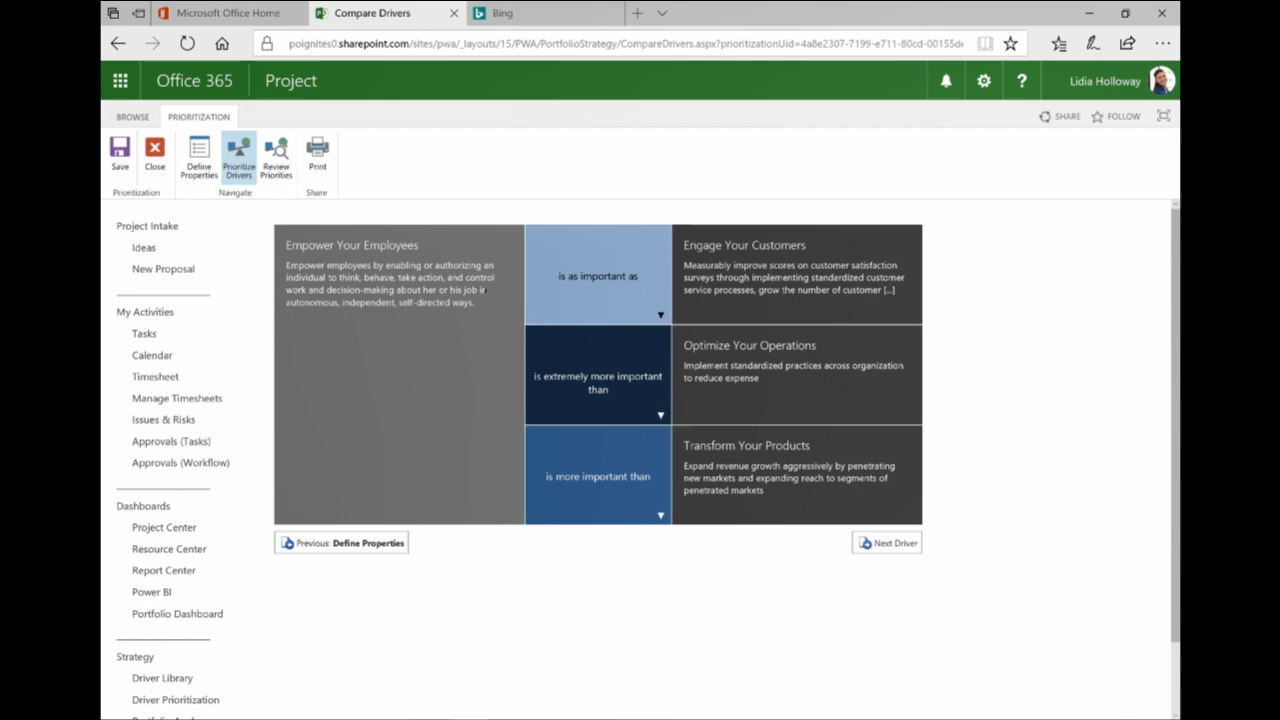 Microsoft Office Home
Compare Drivers
Bing
poignites0.sharepoint.com/sites/pwa/_layouts/15/PWA/PortfolioStrategy/CompareDrivers.aspx?prioritizationUid=4a8e2307-7199-e711-80cd-00155d
Office 365
Project
Lidia Holloway
BROWSE
PRIORITIZATION
SHARE
FOLLOW
Save
Close
Define Properties
Prioritize Drivers
Review Priorities
Print
Prioritization
Navigate
Share
Project Intake
Ideas
New Proposal
My Activities
Tasks
Calendar
Timesheet
Manage Timesheets
Issues & Risks
Approvals (Tasks)
Approvals (Workflow)
Dashboards
Project Center
Resource Center
Report Center
Power BI
Portfolio Dashboard
Strategy
Driver Library
Driver Prioritization
Empower Your Employees
Empower employees by enabling or authorizing an
individual to think, behave, take action, and control
work and decision-making about her or his job in
autonomous, independent, self-directed ways.
is as important as
Engage Your Customers
Measurably improve scores on customer satisfaction
surveys through implementing standardized customer
service processes, grow the number of customer [...]
is extremely more important
than
Optimize Your Operations
Implement standardized practices across organization
to reduce expense
is more important than
Transform Your Products
Expand revenue growth aggressively by penetrating
new markets and expanding reach to segments of
penetrated markets
Previous: Define Properties
Next Driver